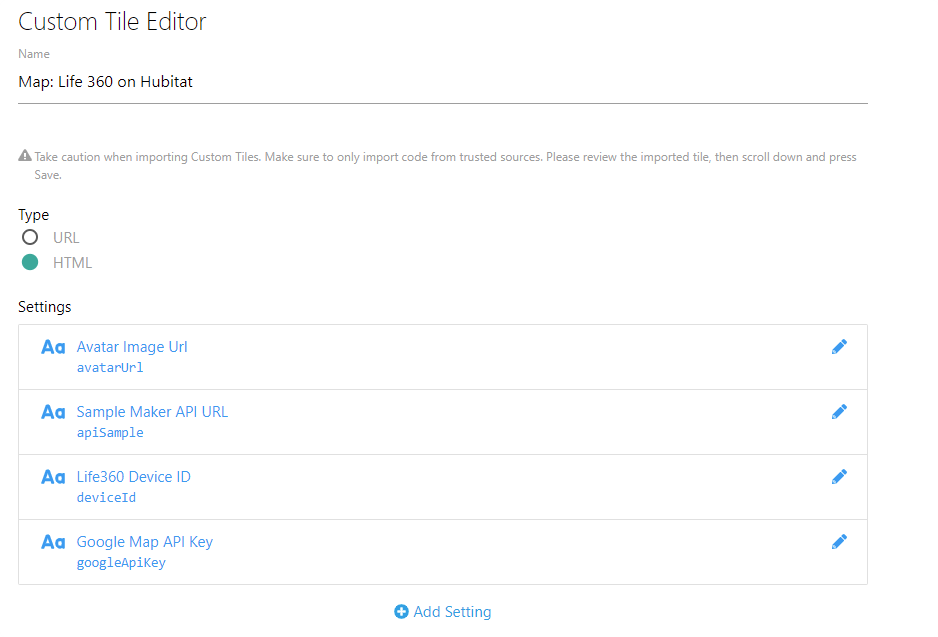 Custom Tile Editor
Name
Map: Life 360 on Hubitat
Take caution when importing Custom Tiles. Make sure to only import code from trusted sources. Please review the imported tile, then scroll down and press
Save.
Type
URL
HTML
Settings
Aa Avatar Image Url
avatarUrl
Aa Sample Maker API URL
apiSample
Aa Life360 Device ID
deviceId
Aa Google Map API Key
googleApiKey
Add Setting